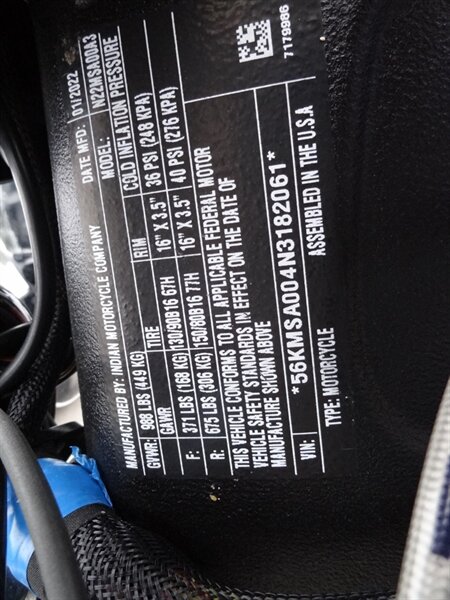 DATE MFD: 01/2022
MANUFACTURED BY: INDIAN MOTORCYCLE COMPANY MODEL: N22MSA00A3
GVWR: 989 LBS (449 KG) TIRE RIM COLD INFLATION PRESSURE
GAWR
F: 371 LBS (168 KG) 130/90B16 67H 16" X 3.5" 36 PSI (248 KPA)
R: 675 LBS (306 KG) 150/80B16 77H 16" X 3.5" 40 PSI (276 KPA)
THIS VEHICLE CONFORMS TO ALL APPLICABLE FEDERAL MOTOR
VEHICLE SAFETY STANDARDS IN EFFECT ON THE DATE OF
MANUFACTURE SHOWN ABOVE
7179986
VIN: *56KMSA004N3182061*
TYPE: MOTORCYCLE ASSEMBLED IN THE U.S.A